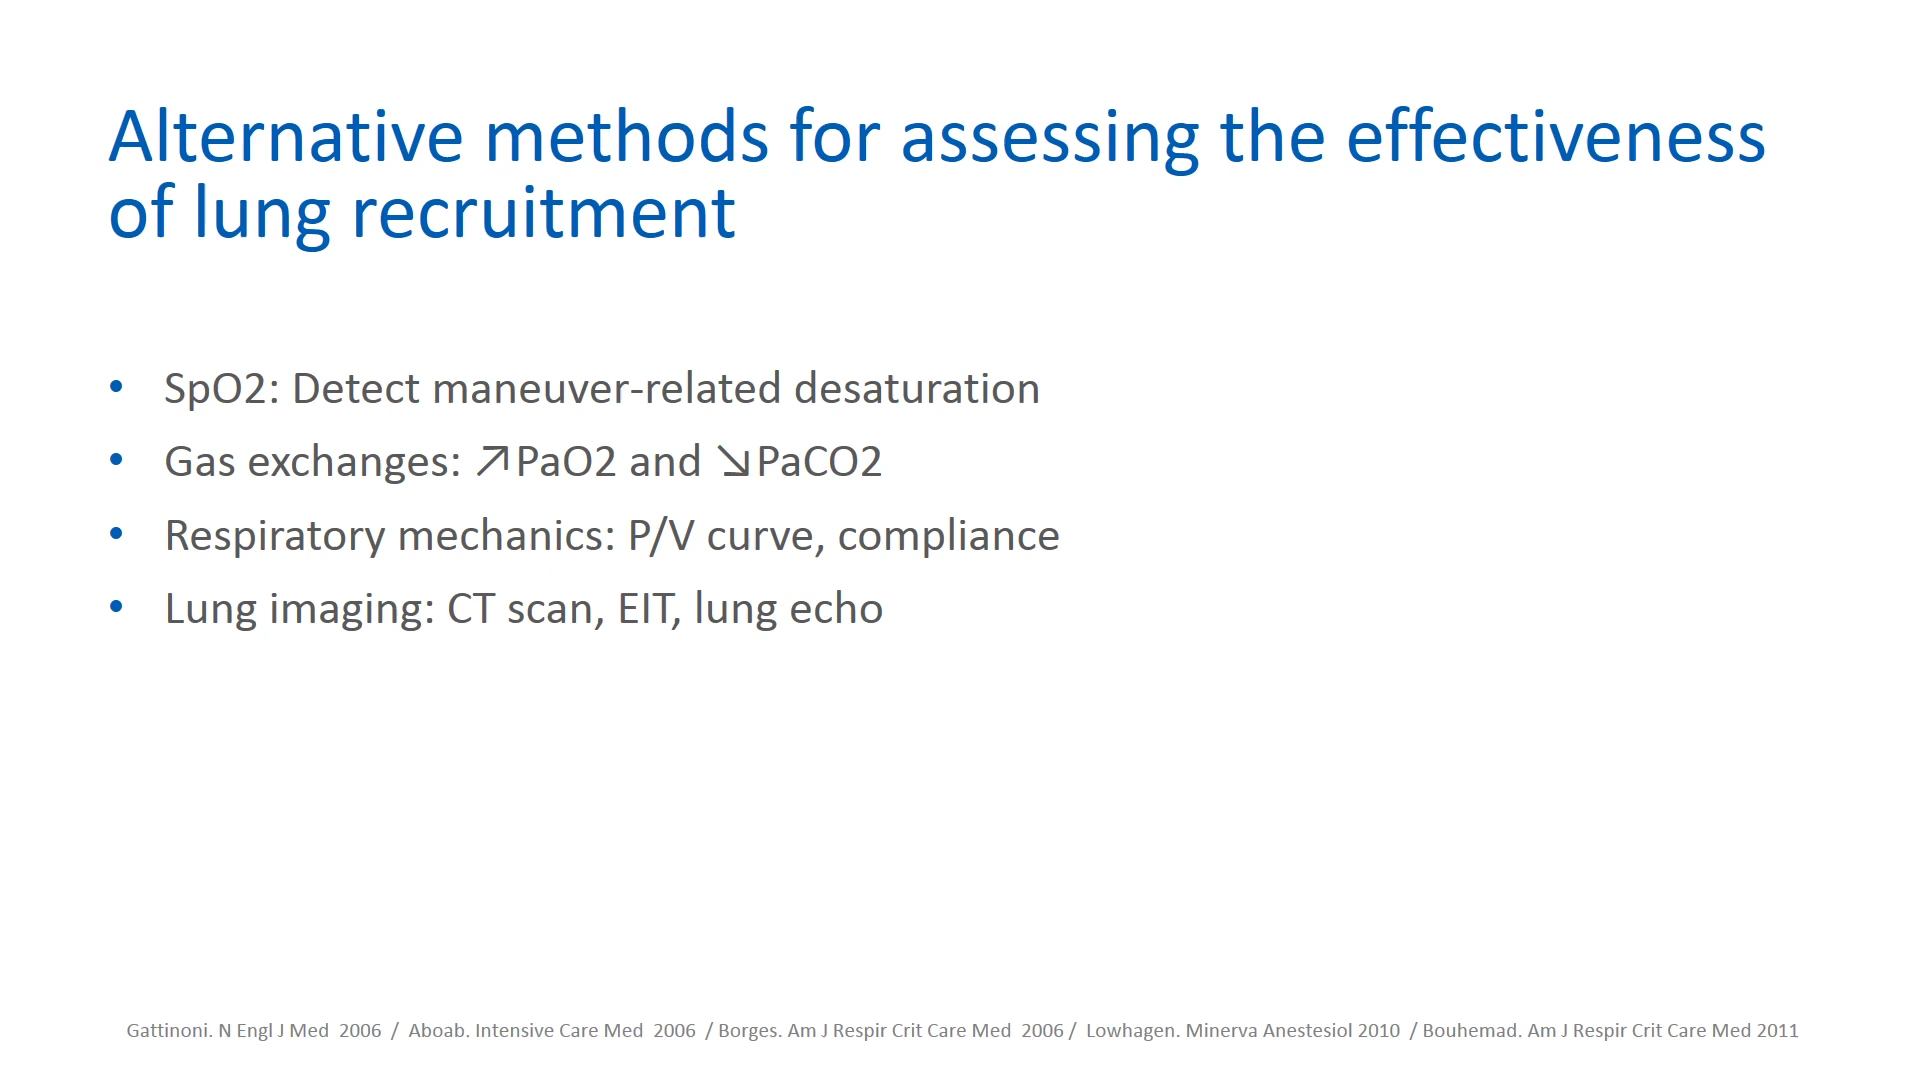 Alternative methods for assessing the effectiveness
of lung recruitment
• SpO2: Detect maneuver-related desaturation
• Gas exchanges: ↗PaO2 and ↘PaCO2
• Respiratory mechanics: P/V curve, compliance
• Lung imaging: CT scan, EIT, lung echo
Gattinoni. N Engl J Med 2006 / Aboab. Intensive Care Med 2006 / Borges. Am J Respir Crit Care Med 2006 / Lowhagen. Minerva Anestesiol 2010 / Bouhemad. Am J Respir Crit Care Med 2011